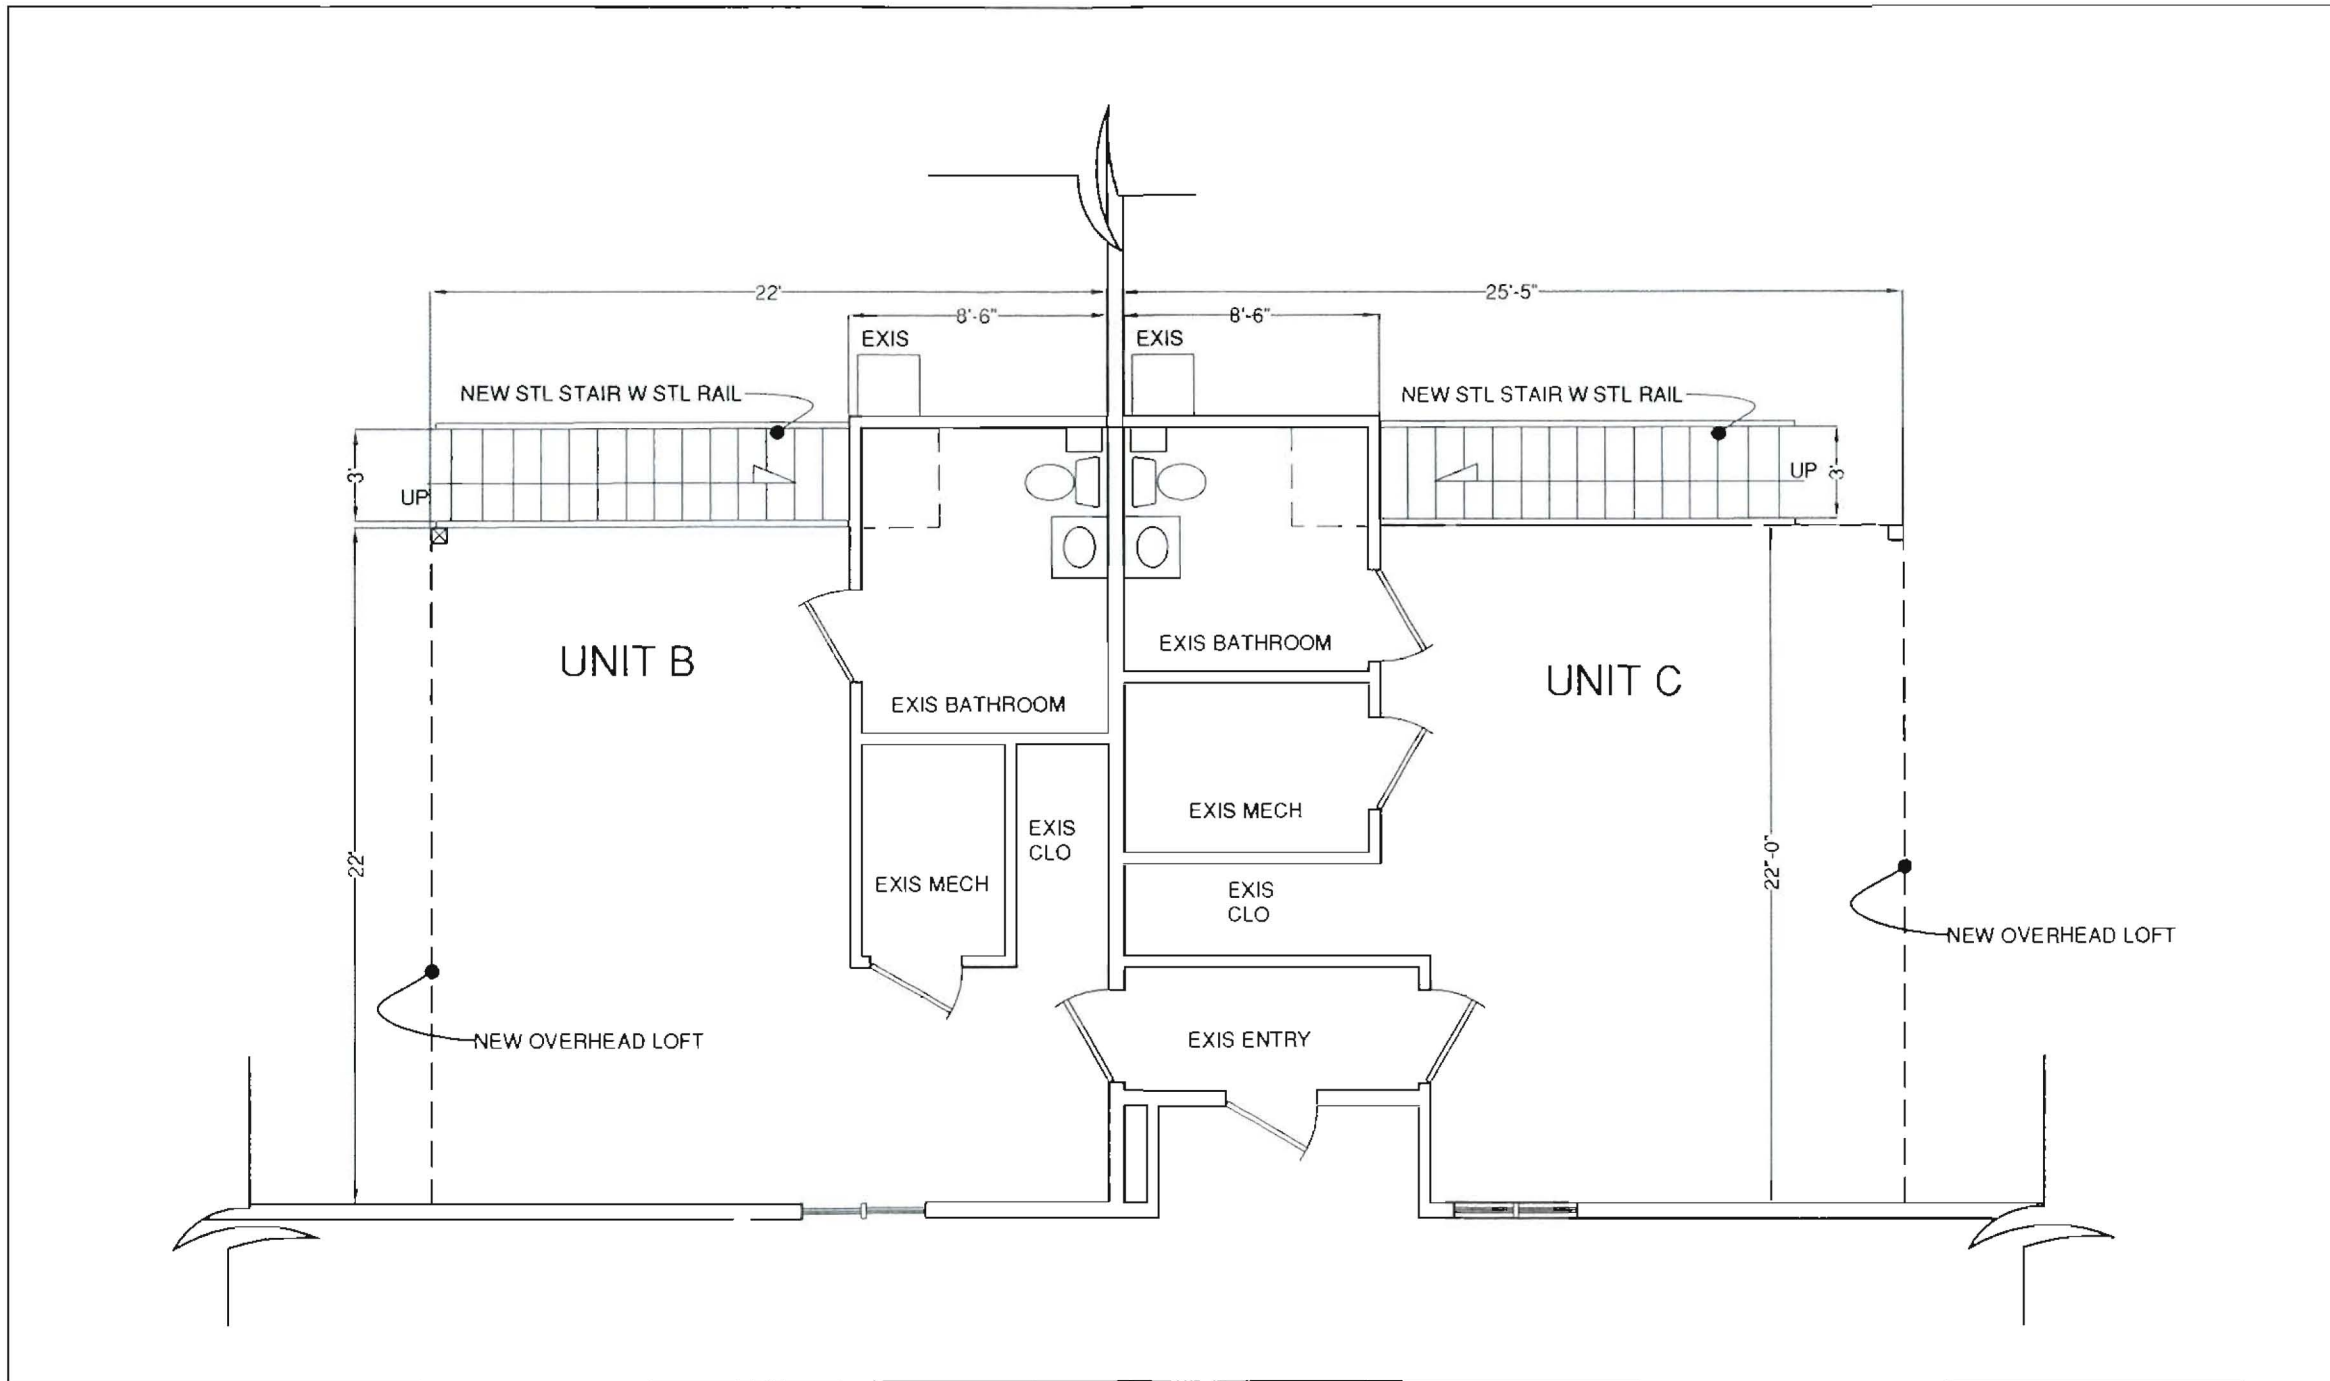 22'
25'-5"
8'-6"
8'-6"
EXIS
EXIS
NEW STL STAIR W STL RAIL
NEW STL STAIR W STL RAIL
3'
UP
UP
3'
UNIT B
EXIS BATHROOM
EXIS BATHROOM
UNIT C
EXIS MECH
EXIS
CLO
EXIS MECH
EXIS
CLO
22'
22'-0"
NEW OVERHEAD LOFT
NEW OVERHEAD LOFT
EXIS ENTRY